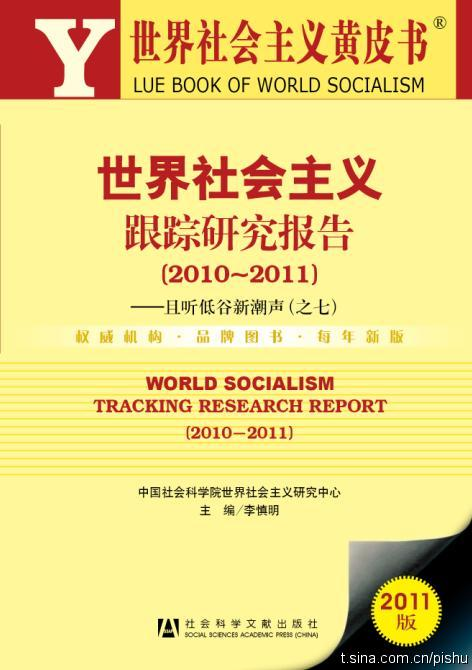 Y
世界社会主义黄皮书®
LUE BOOK OF WORLD SOCIALISM
世界社会主义
跟踪研究报告
(2010~2011)
——且听低谷新潮声(之七)
权威机构·品牌图书·每年新版
WORLD SOCIALISM
TRACKING RESEARCH REPORT
(2010—2011)
中国社会科学院世界社会主义研究中心
主 编/李慎明
2011
版
社会科学文献出版社
SOCIAL SCIENCES ACADEMIC PRESS (CHINA)
t.sina.com.cn/pishu